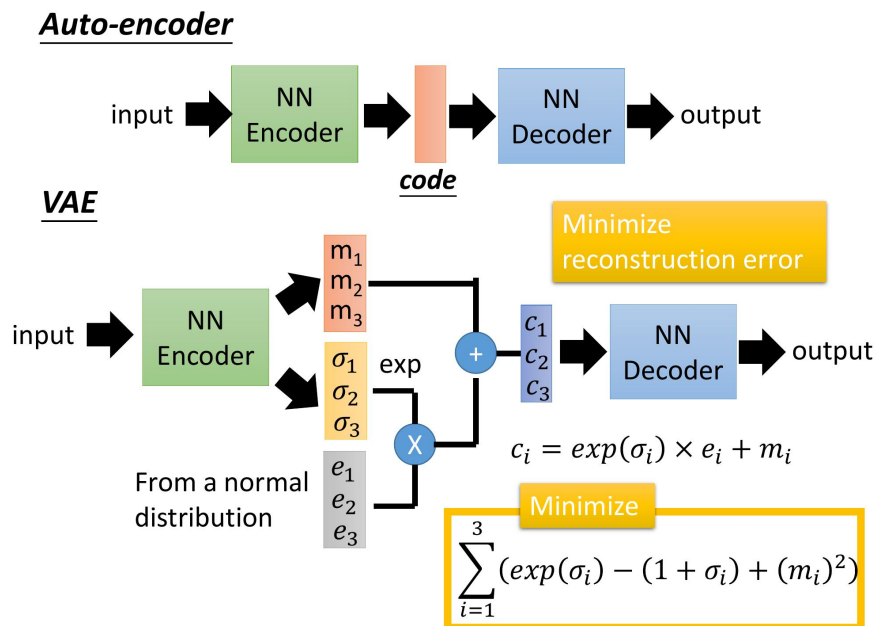 Auto-encoder
input
NN
Encoder
code
NN
Decoder
output
VAE
input
NN
Encoder
m₁
m₂
m₃
σ₁
σ₂
σ₃
exp
From a normal
distribution
e₁
e₂
e₃
X
+
c₁
c₂
c₃
Minimize
reconstruction error
NN
Decoder
output
cᵢ = exp(σᵢ) × eᵢ + mᵢ
Minimize
∑_{i=1}^{3} (exp(σᵢ) − (1 + σᵢ) + (mᵢ)²)